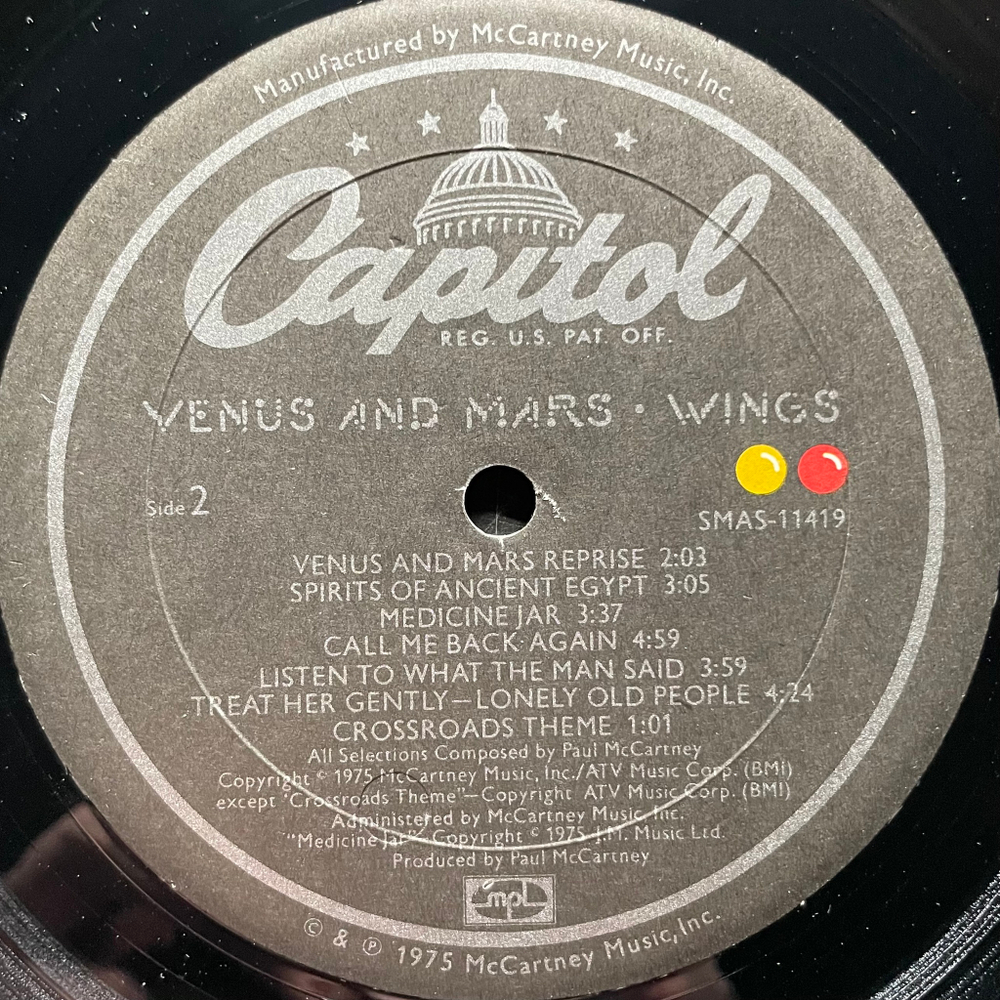 Manufactured by McCartney Music, Inc.
Capitol
REG. U.S. PAT. OFF.
VENUS AND MARS • WINGS
Side 2
SMAS-11419
VENUS AND MARS REPRISE 2:03
SPIRITS OF ANCIENT EGYPT 3:05
MEDICINE JAR 3:37
CALL ME BACK AGAIN 4:59
LISTEN TO WHAT THE MAN SAID 3:59
TREAT HER GENTLY—LONELY OLD PEOPLE 4:24
CROSSROADS THEME 1:01
All Selections Composed by Paul McCartney
Copyright © 1975 McCartney Music, Inc./ATV Music Corp. (BMI)
except "Crossroads Theme"—Copyright ATV Music Corp. (BMI)
Administered by McCartney Music, Inc.
"Medicine Jar"—Copyright © 1975 J.M. Music Ltd.
Produced by Paul McCartney
mpl
© & ℗ 1975 McCartney Music, Inc.